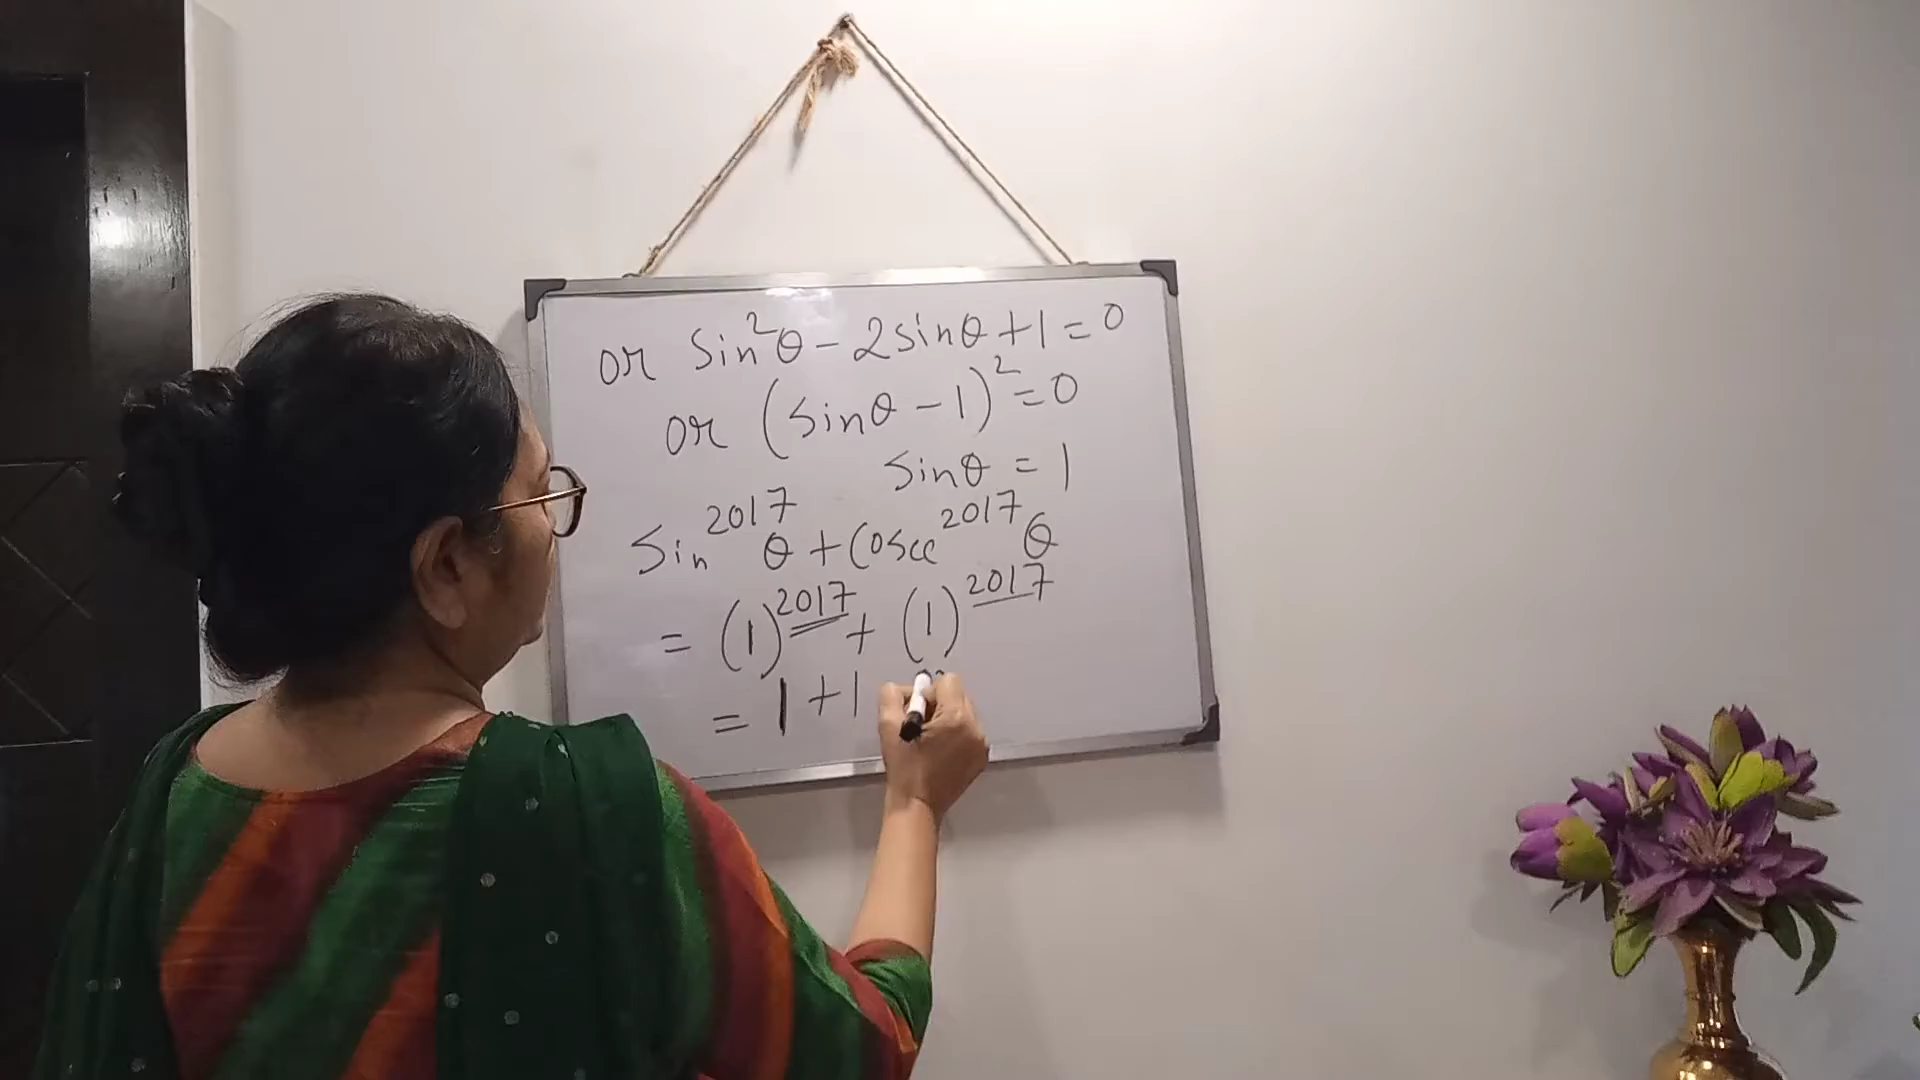 or sin²θ - 2sinθ + 1 = 0
or (sinθ - 1)² = 0
sinθ = 1
sin²⁰¹⁷θ + Cosec²⁰¹⁷θ
= (1)²⁰¹⁷ + (1)²⁰¹⁷
= 1 + 1